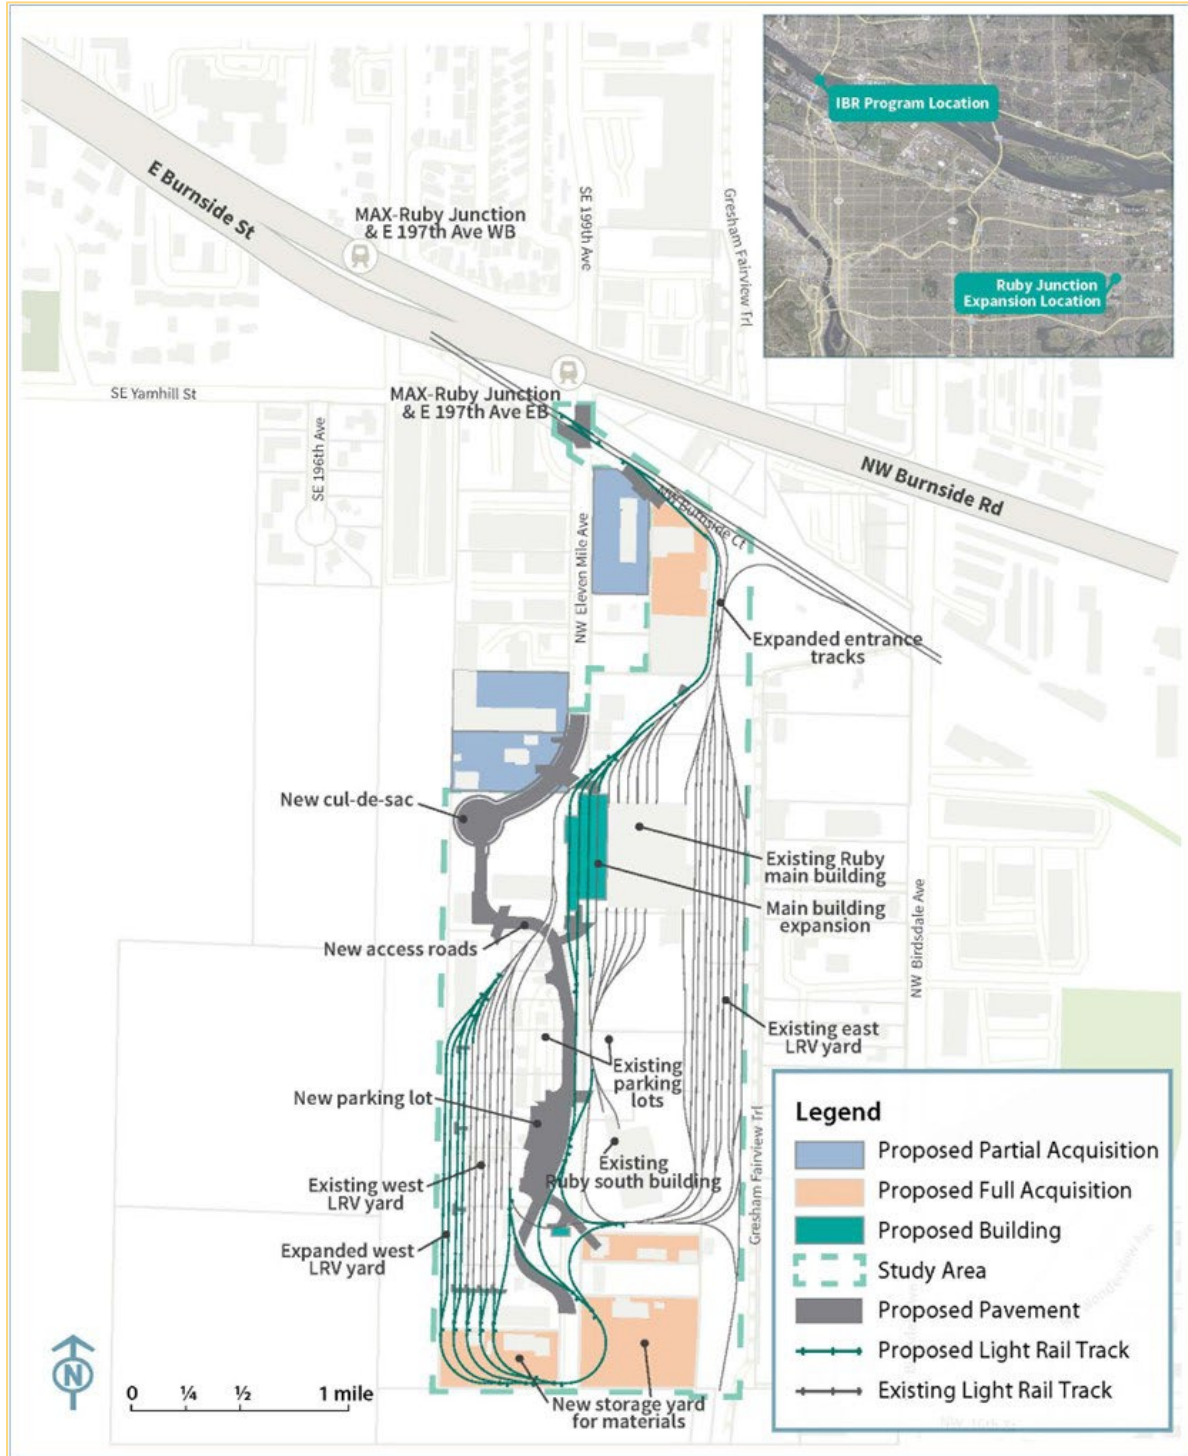 IBR Program Location
Ruby Junction
Expansion Location
E Burnside St
MAX-Ruby Junction
& E 197th Ave WB
SE 199th Ave
Gresham Fairview Trl
SE Yamhill St
MAX-Ruby Junction
& E 197th Ave EB
SE 196th Ave
NW Burnside Rd
NW Burnside Ct
NW Eleven Mile Ave
Expanded entrance
tracks
New cul-de-sac
Existing Ruby
main building
Main building
expansion
New access roads
NW Birdsdale Ave
Existing east
LRV yard
Existing
parking
lots
New parking lot
Existing
Ruby south building
Existing west
LRV yard
Gresham Fairview Trl
Expanded west
LRV yard
New storage yard
for materials
N
0 ¼ ½ 1 mile
Legend
Proposed Partial Acquisition
Proposed Full Acquisition
Proposed Building
Study Area
Proposed Pavement
Proposed Light Rail Track
Existing Light Rail Track